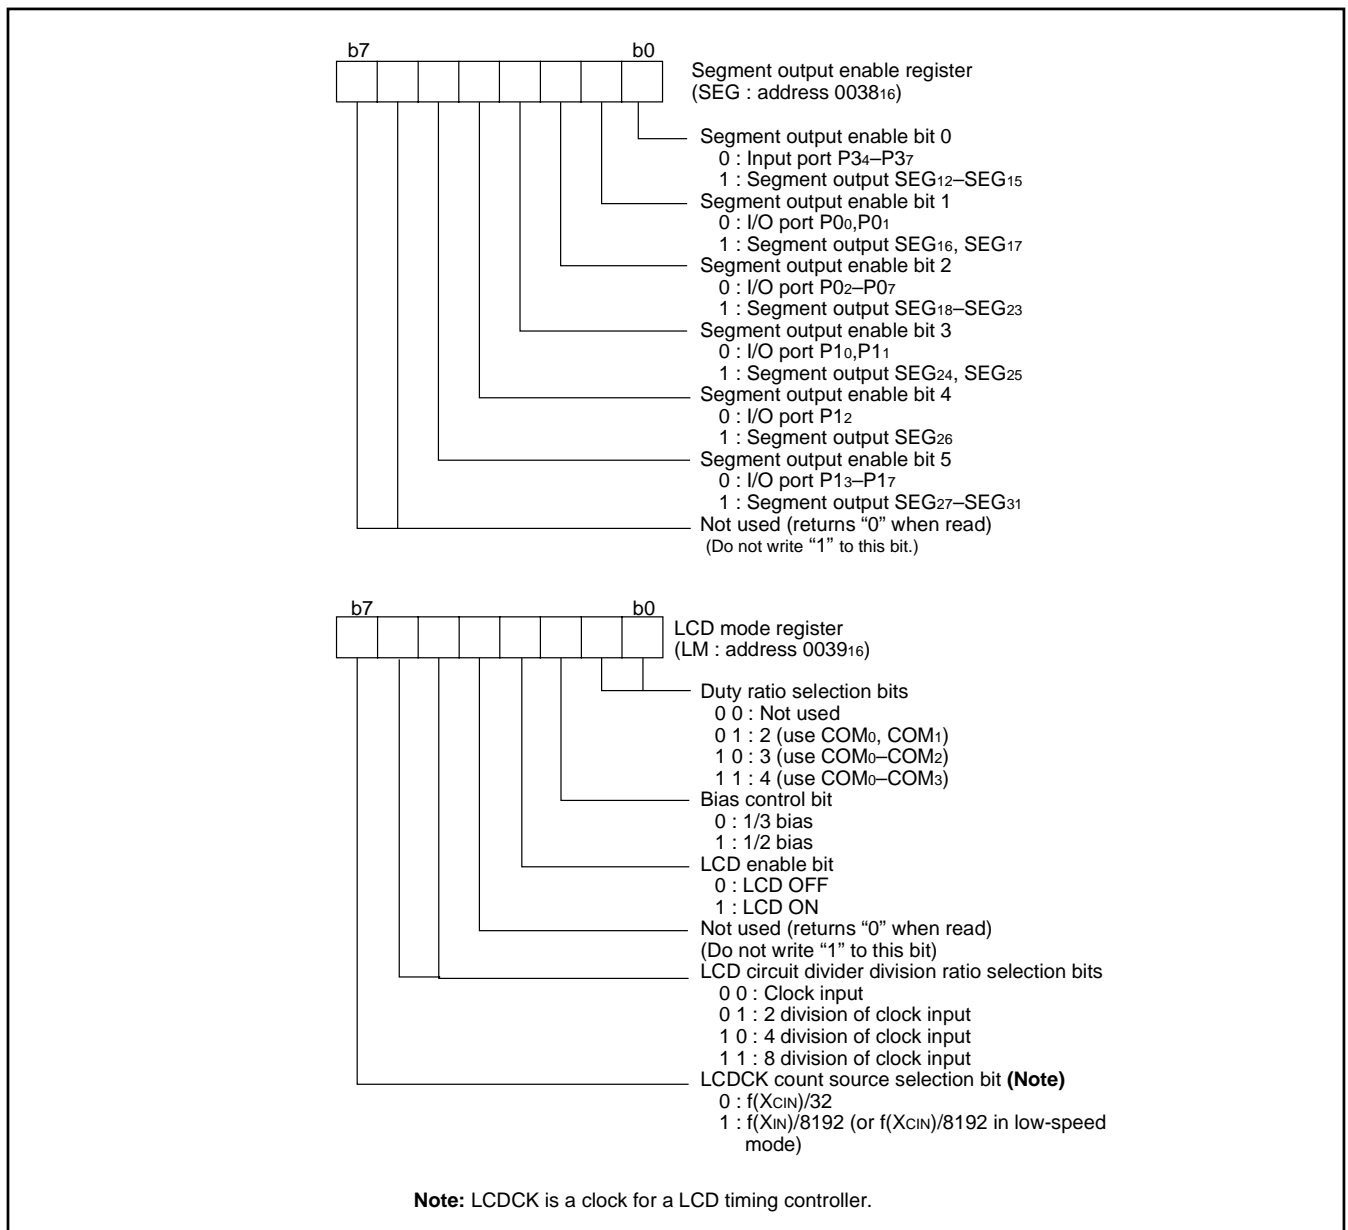 b7 b0
Segment output enable register
(SEG : address 003816)
Segment output enable bit 0
0 : Input port P34–P37
1 : Segment output SEG12–SEG15
Segment output enable bit 1
0 : I/O port P00,P01
1 : Segment output SEG16, SEG17
Segment output enable bit 2
0 : I/O port P02–P07
1 : Segment output SEG18–SEG23
Segment output enable bit 3
0 : I/O port P10,P11
1 : Segment output SEG24, SEG25
Segment output enable bit 4
0 : I/O port P12
1 : Segment output SEG26
Segment output enable bit 5
0 : I/O port P13–P17
1 : Segment output SEG27–SEG31
Not used (returns “0” when read)
(Do not write “1” to this bit.)
b7 b0
LCD mode register
(LM : address 003916)
Duty ratio selection bits
0 0 : Not used
0 1 : 2 (use COM0, COM1)
1 0 : 3 (use COM0–COM2)
1 1 : 4 (use COM0–COM3)
Bias control bit
0 : 1/3 bias
1 : 1/2 bias
LCD enable bit
0 : LCD OFF
1 : LCD ON
Not used (returns “0” when read)
(Do not write “1” to this bit)
LCD circuit divider division ratio selection bits
0 0 : Clock input
0 1 : 2 division of clock input
1 0 : 4 division of clock input
1 1 : 8 division of clock input
LCDCK count source selection bit (Note)
0 : f(XCIN)/32
1 : f(XIN)/8192 (or f(XCIN)/8192 in low-speed
mode)
Note: LCDCK is a clock for a LCD timing controller.